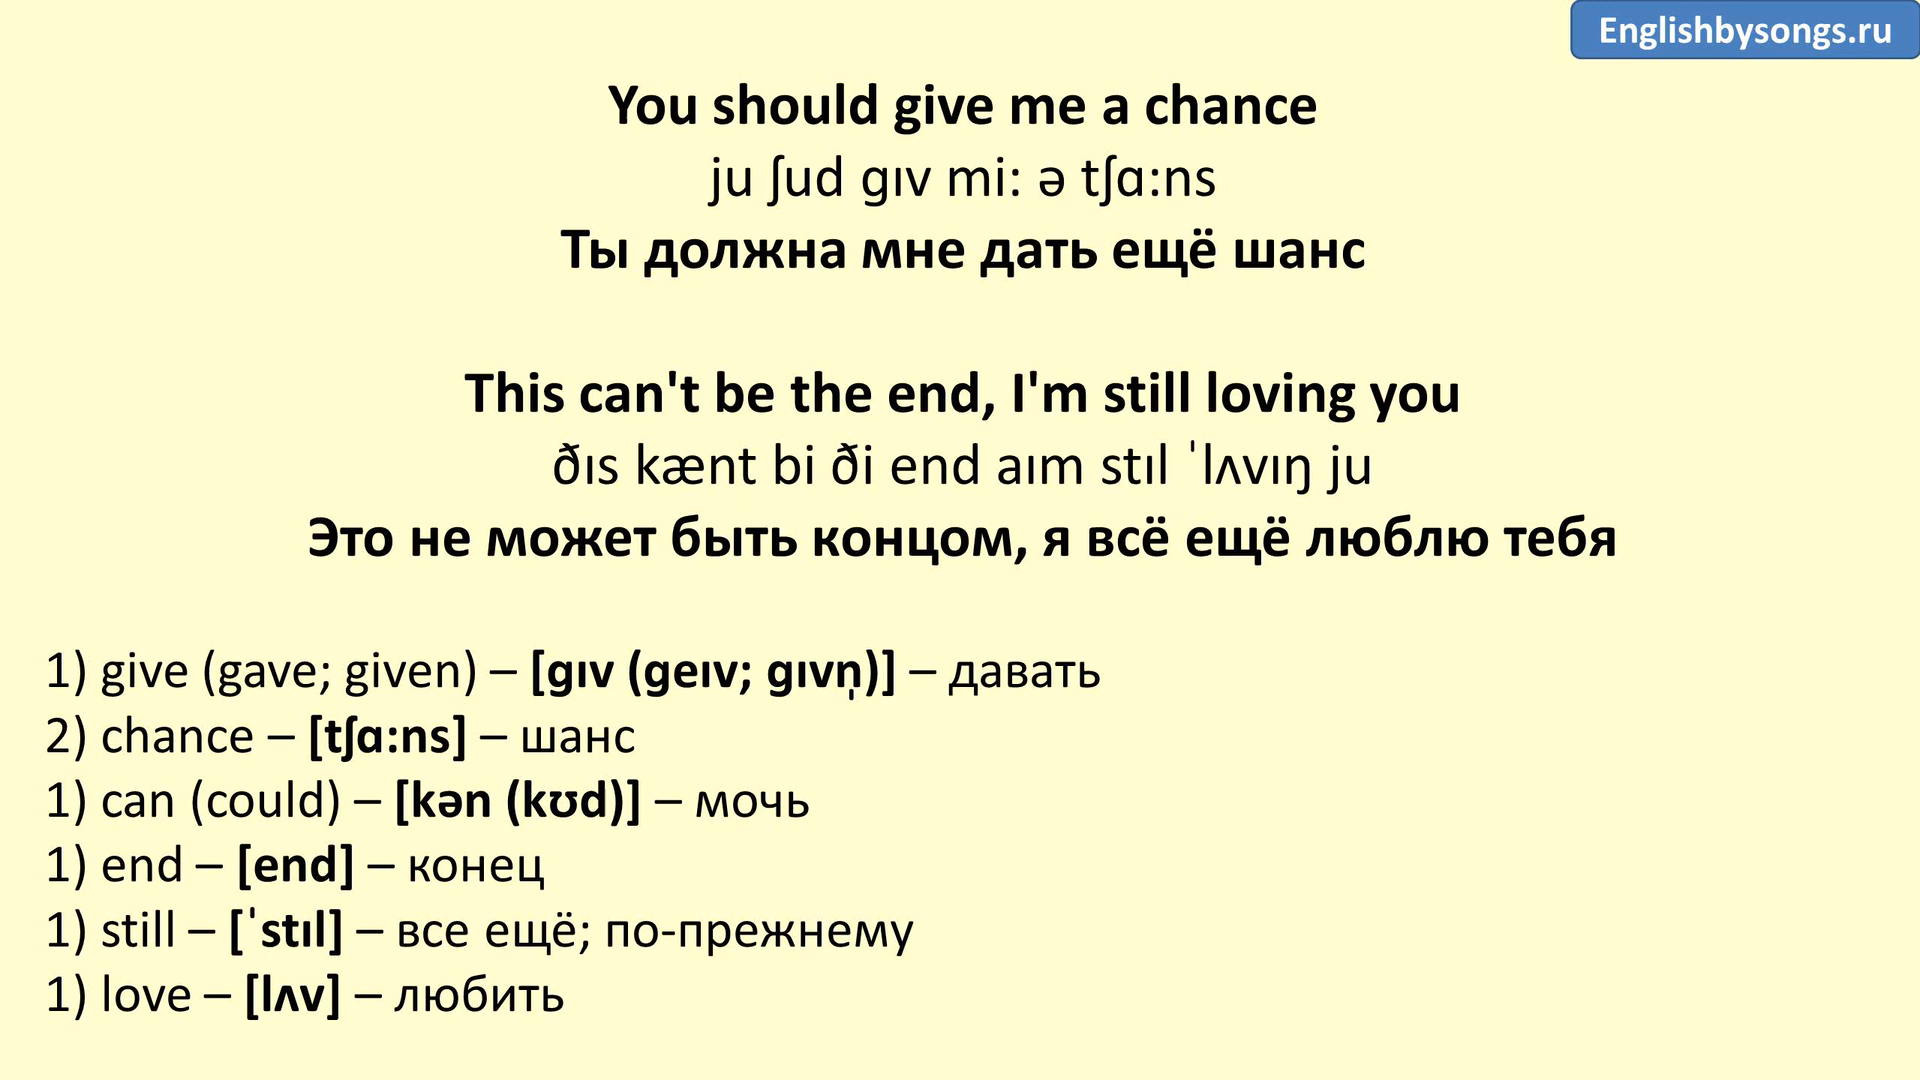 Englishbysongs.ru
You should give me a chance
ju ʃud gɪv mi: ə tʃɑ:ns
Ты должна мне дать ещё шанс
This can't be the end, I'm still loving you
ðɪs kænt bi ði end aɪm stɪl ˈlʌvɪŋ ju
Это не может быть концом, я всё ещё люблю тебя
1) give (gave; given) – [gɪv (geɪv; gɪvn̩)] – давать
2) chance – [tʃɑ:ns] – шанс
1) can (could) – [kən (kʊd)] – мочь
1) end – [end] – конец
1) still – [ˈstɪl] – все ещё; по-прежнему
1) love – [lʌv] – любить